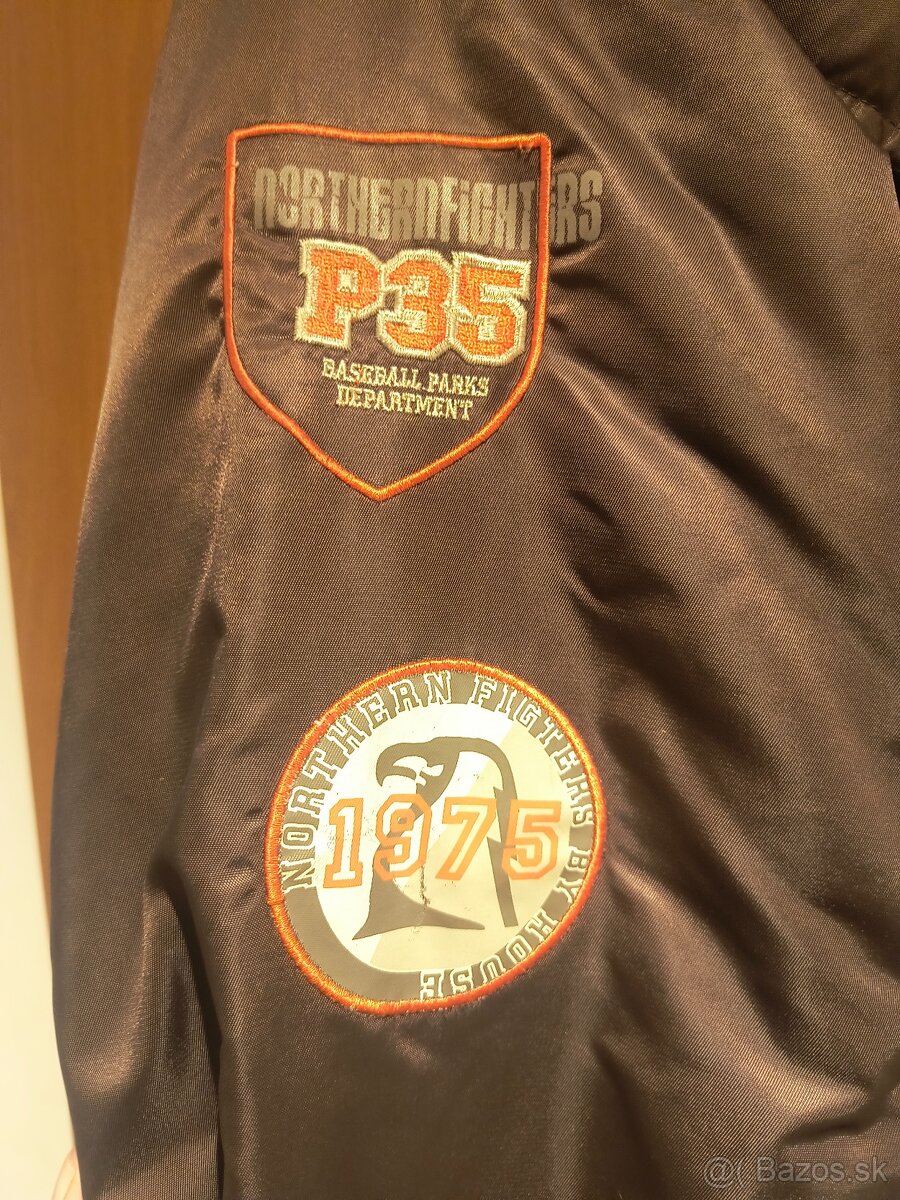 NORTHERNFIGHTERS
P35
BASEBALL.PARKS
DEPARTMENT
NORTHERN FIGTERS BY HOUSE
1975
@( Bazos.sk